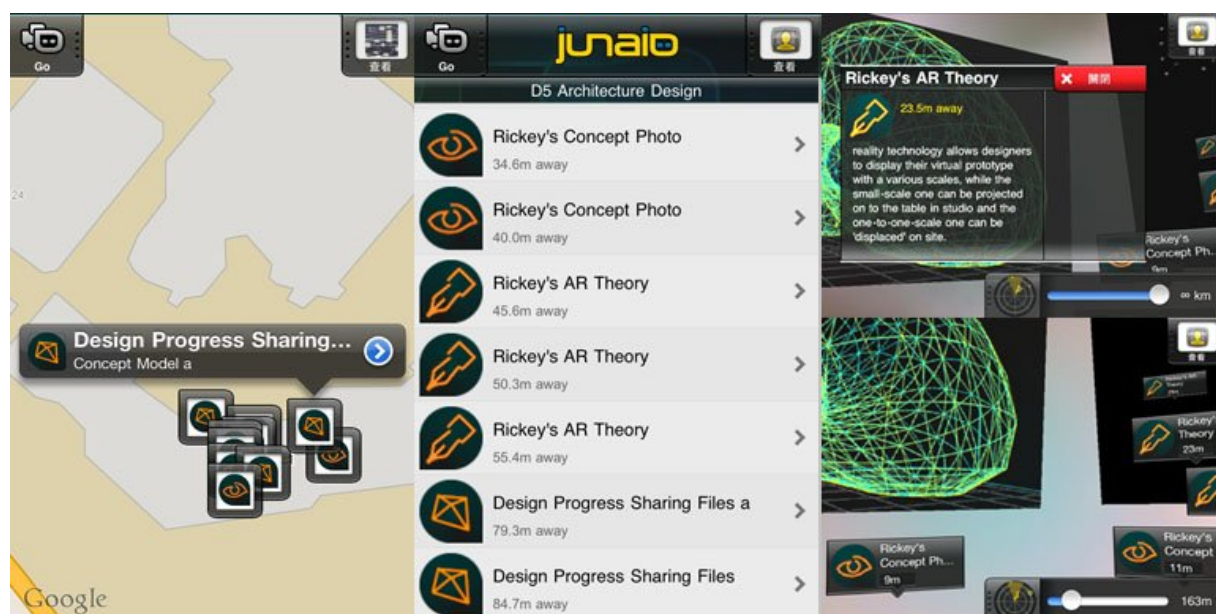 Go
查看
24
Design Progress Sharing...
Concept Model a
Google
Go
junaio
查看
D5 Architecture Design
Rickey's Concept Photo
34.6m away
Rickey's Concept Photo
40.0m away
Rickey's AR Theory
45.6m away
Rickey's AR Theory
50.3m away
Rickey's AR Theory
55.4m away
Design Progress Sharing Files a
79.3m away
Design Progress Sharing Files
84.7m away
查看
Rickey's AR Theory
關閉
23.5m away
reality technology allows designers
to display their virtual prototype
with a various scales, while the
small-scale one can be projected
on to the table in studio and the
one-to-one-scale one can be
'displaced' on site.
Rickey's
Concept Ph...
9m
∞ km
查看
Rickey's AR
Theory
Rickey's
Theory
23m
Rickey's
Concept Ph...
9m
Rickey's
Concept
11m
163m